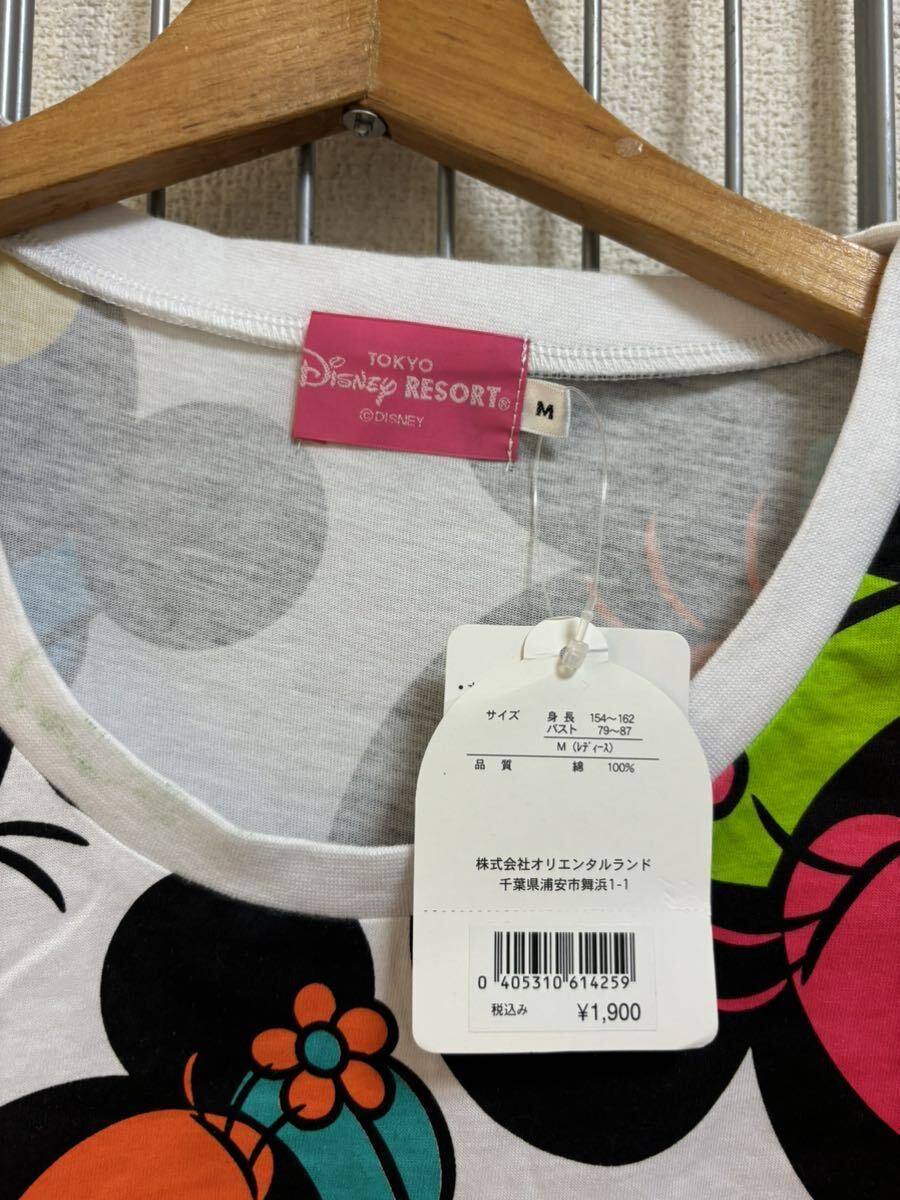 TOKYO
Disney RESORT®
©DISNEY
M
サイズ 身長 154～162
バスト 79～87
M (ﾚﾃﾞｨｰｽ)
品質 綿 100%
株式会社オリエンタルランド
千葉県浦安市舞浜1-1
0 405310 614259
税込み ¥1,900